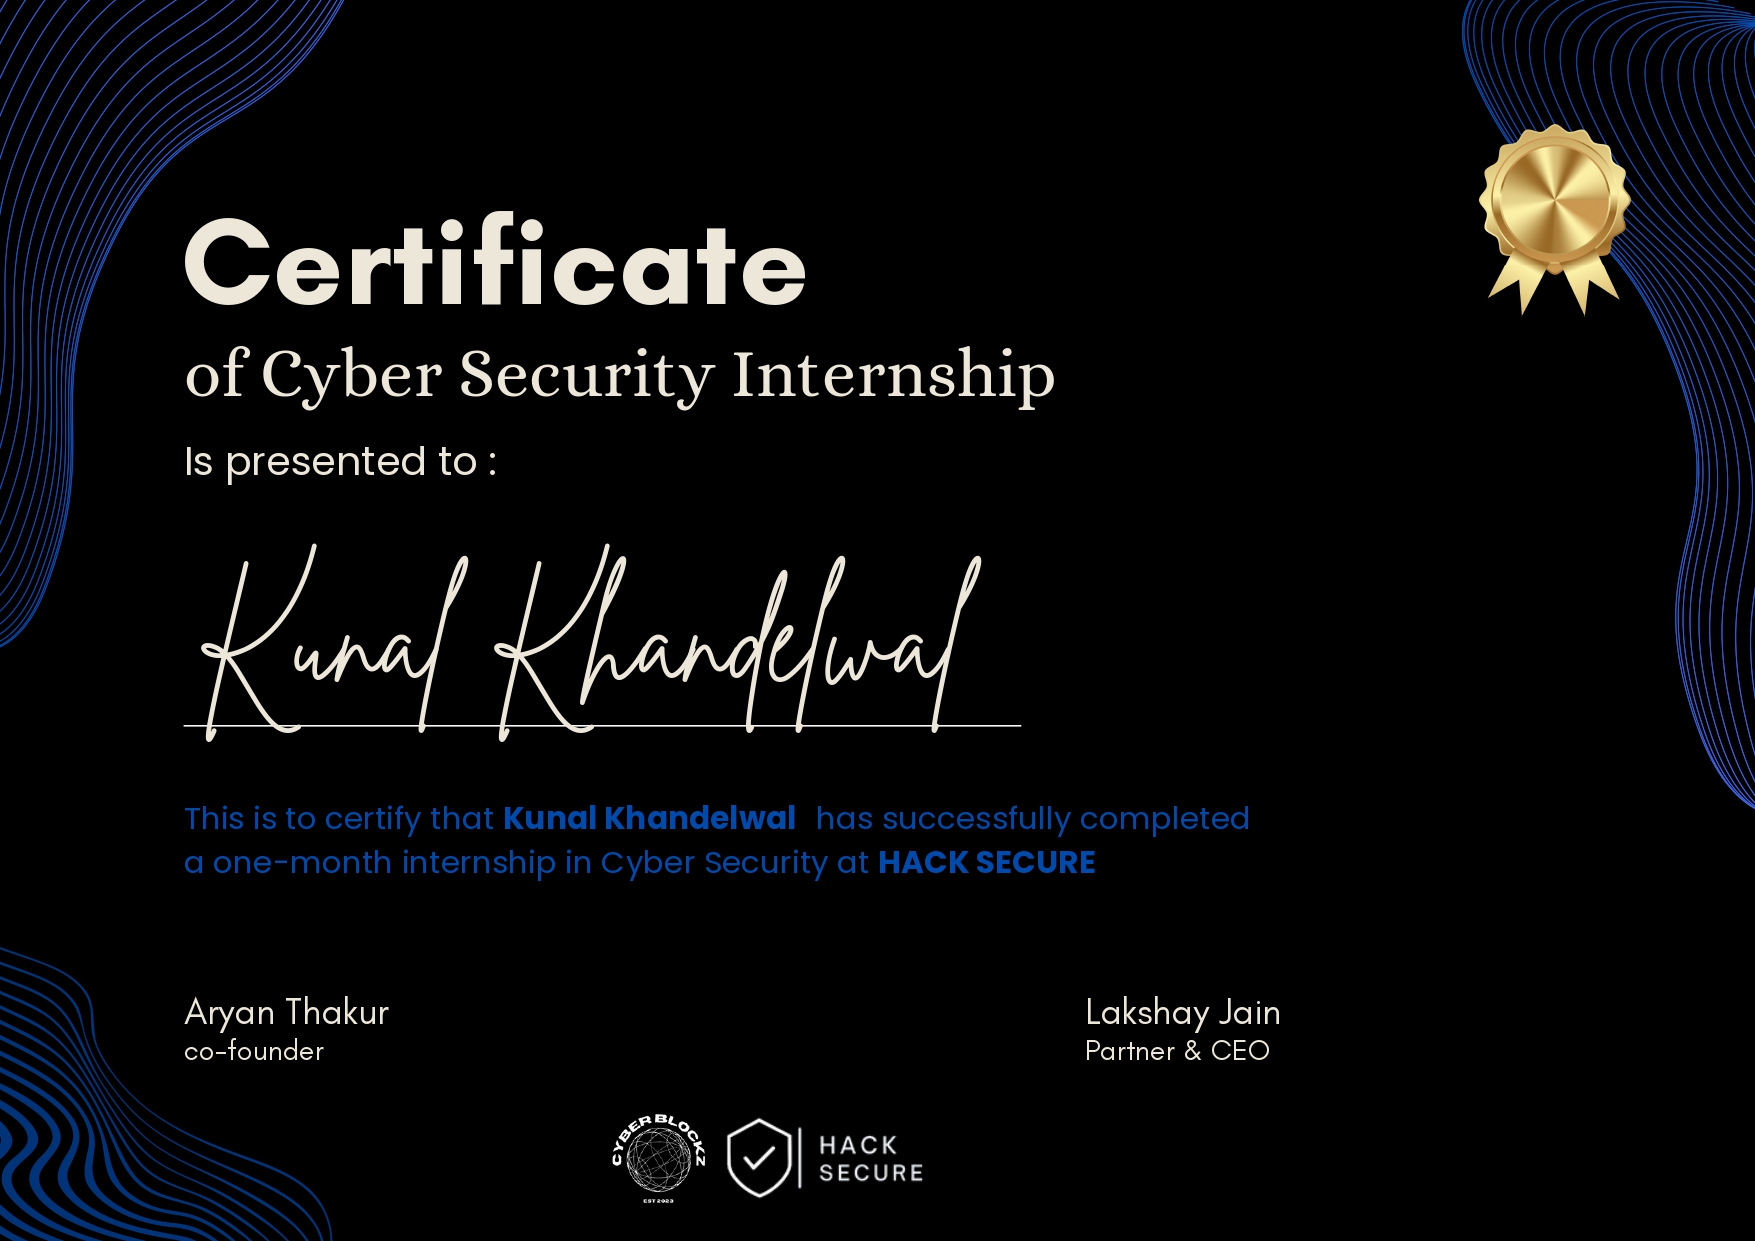 Certificate
of Cyber Security Internship
Is presented to :
Kunal Khandelwal
This is to certify that Kunal Khandelwal has successfully completed
a one-month internship in Cyber Security at HACK SECURE
Aryan Thakur
co-founder
Lakshay Jain
Partner & CEO
CYBERBLOCKZ
EST 2023
HACK
SECURE